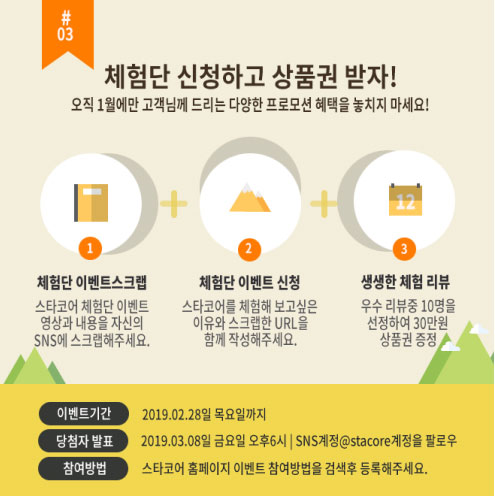 #
03
체험단 신청하고 상품권 받자!
오직 1월에만 고객님께 드리는 다양한 프로모션 혜택을 놓치지 마세요!
12
1
2
3
체험단 이벤트스크랩
스타코어 체험단 이벤트
영상과 내용을 자신의
SNS에 스크랩해주세요.
체험단 이벤트 신청
스타코어를 체험해 보고싶은
이유와 스크랩한 URL을
함께 작성해주세요.
생생한 체험 리뷰
우수 리뷰중 10명을
선정하여 30만원
상품권 증정
이벤트기간 2019.02.28일 목요일까지
당첨자 발표 2019.03.08일 금요일 오후6시 | SNS계정@stacore계정을 팔로우
참여방법 스타코어 홈페이지 이벤트 참여방법을 검색후 등록해주세요.